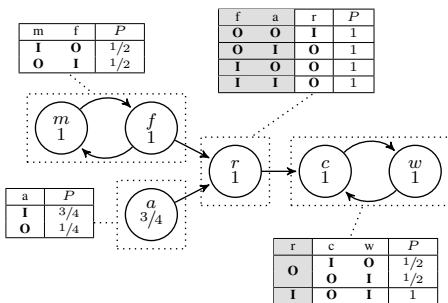 m f P
I O 1/2
O I 1/2
f a r P
O O I 1
O I O 1
I O O 1
I I O 1
m
1
f
1
r
1
c
1
w
1
a
3/4
a P
I 3/4
O 1/4
r c w P
O I O 1/2
O I 1/2
I O I 1